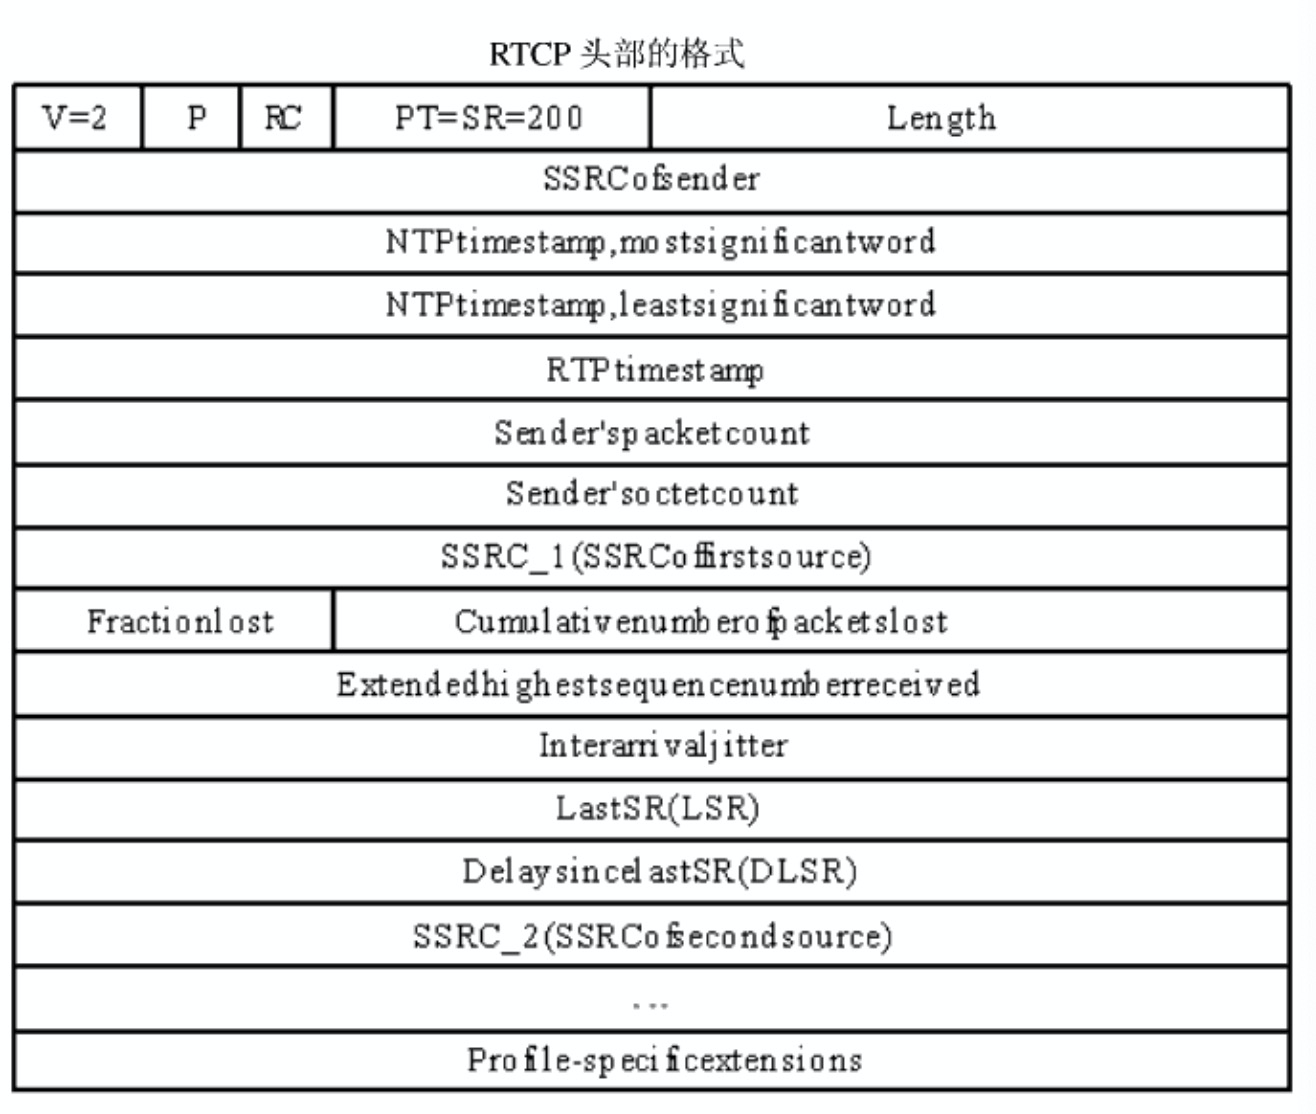 RTCP 头部的格式
V=2 P RC PT=SR=200 Length
SSRCofsender
NTPtimestamp,mostsignificantword
NTPtimestamp,leastsignificantword
RTPtimestamp
Sender'spacketcount
Sender'soctetcount
SSRC_1(SSRCoffirstsource)
Fractionlost Cumulativenumberofpacketslost
Extendedhighestsequencenumberreceived
Interarrivaljitter
LastSR(LSR)
DelaysincelastSR(DLSR)
SSRC_2(SSRCofsecondsource)
...
Profile-specificextensions